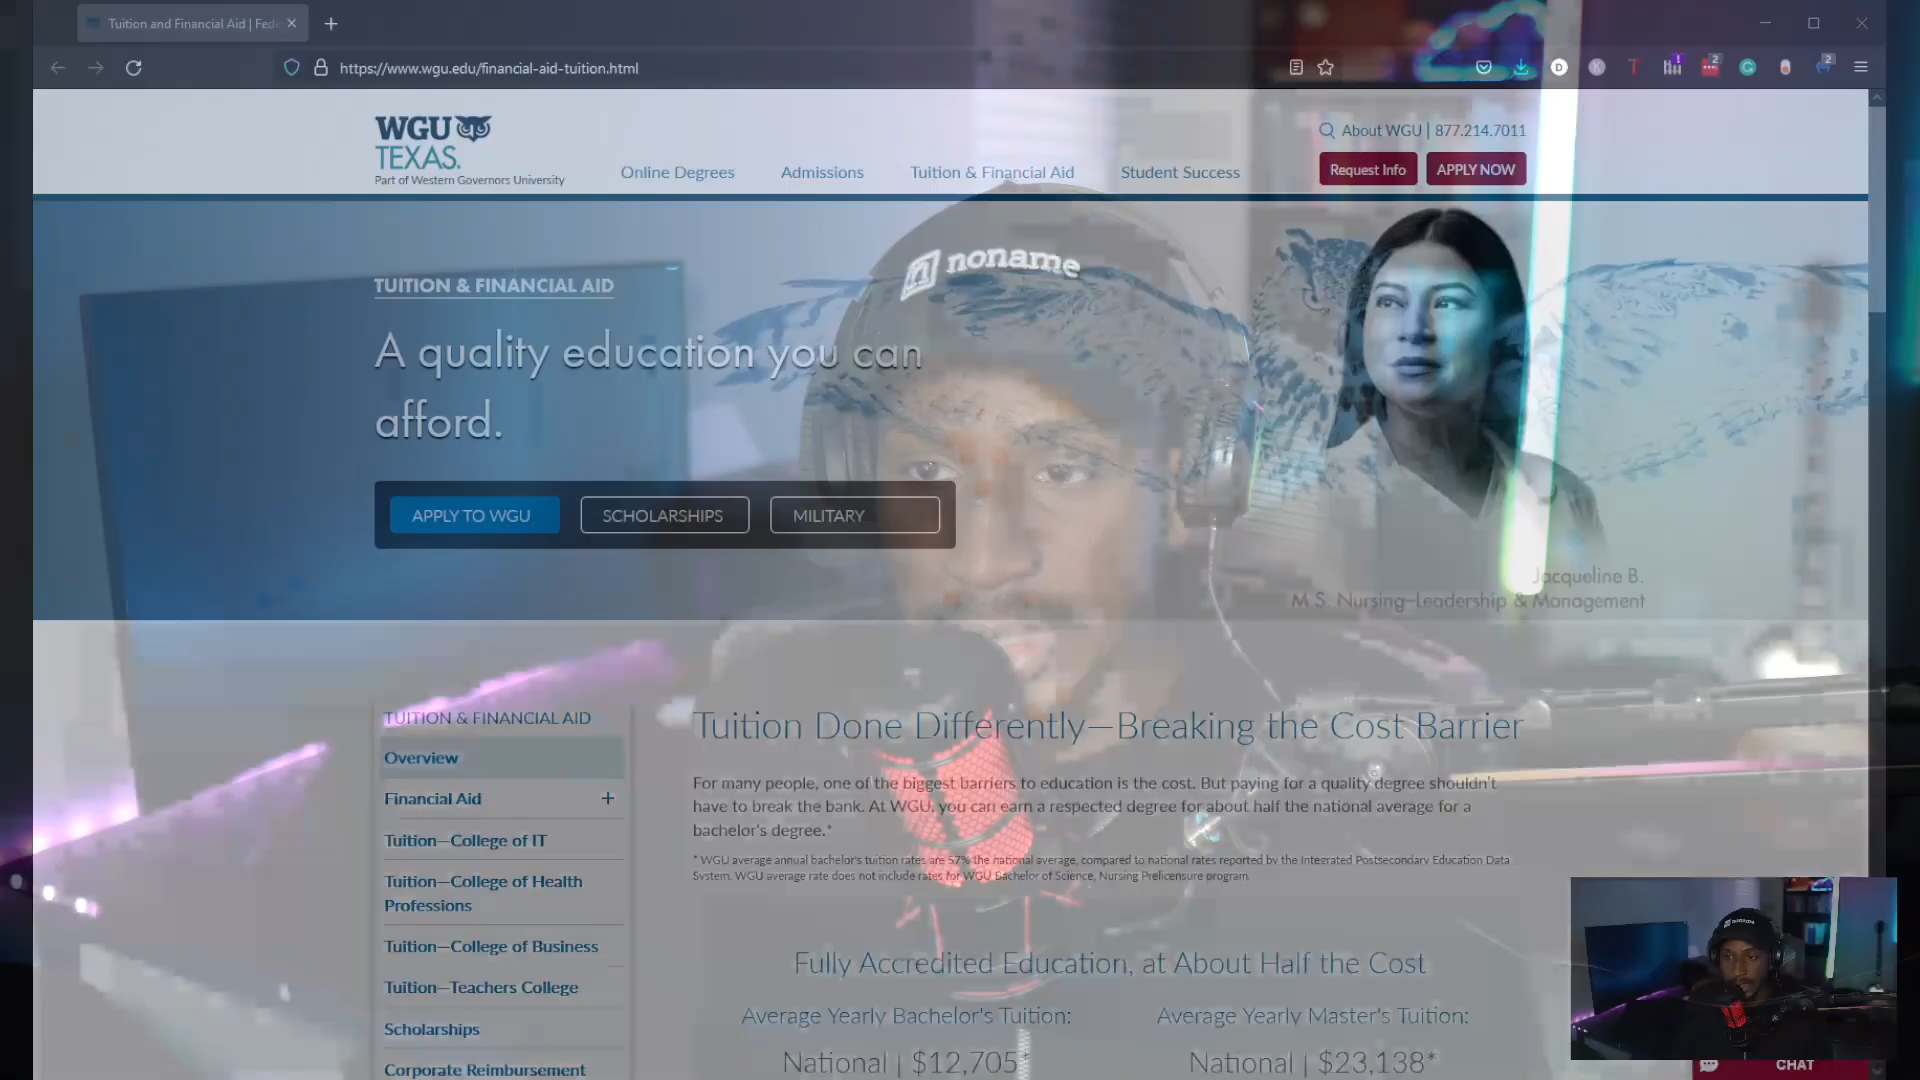 Tuition and Financial Aid | Fede
https://www.wgu.edu/financial-aid-tuition.html
WGU
TEXAS.
Part of Western Governors University
Online Degrees
Admissions
Tuition & Financial Aid
Student Success
About WGU | 877.214.7011
Request Info
APPLY NOW
noname
TUITION & FINANCIAL AID
A quality education you can
afford.
APPLY TO WGU
SCHOLARSHIPS
MILITARY
Jacqueline B.
M.S. Nursing–Leadership & Management
TUITION & FINANCIAL AID
Overview
Financial Aid +
Tuition—College of IT
Tuition—College of Health
Professions
Tuition—College of Business
Tuition—Teachers College
Scholarships
Corporate Reimbursement
Tuition Done Differently—Breaking the Cost Barrier
For many people, one of the biggest barriers to education is the cost. But paying for a quality degree shouldn't
have to break the bank. At WGU, you can earn a respected degree for about half the national average for a
bachelor's degree.*
* WGU average annual bachelor's tuition rates are 57% the national average, compared to national rates reported by the Integrated Postsecondary Education Data
System. WGU average rate does not include rates for WGU Bachelor of Science, Nursing Prelicensure program.
Fully Accredited Education, at About Half the Cost
Average Yearly Bachelor's Tuition:
National | $12,705*
Average Yearly Master's Tuition:
National | $23,138*
noname
CHAT